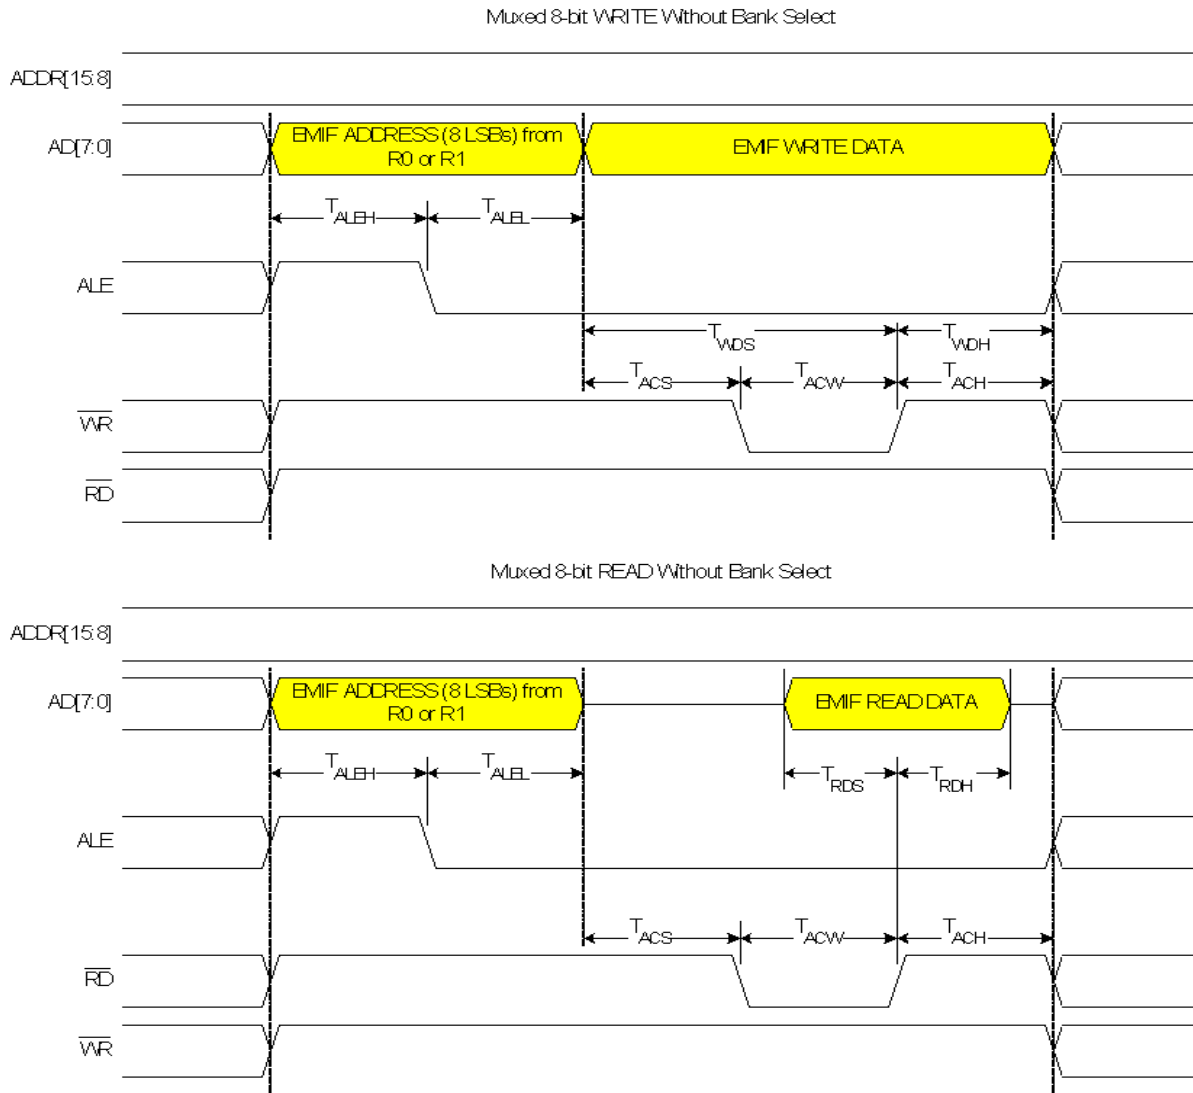 Muxed 8-bit WRITE Without Bank Select
ADDR[15:8]
AD[7:0]
EMIF ADDRESS (8 LSBs) from
R0 or R1
EMIF WRITE DATA
TALEH
TALEL
ALE
TWDS
TWDH
TACS
TACW
TACH
WR
RD
Muxed 8-bit READ Without Bank Select
ADDR[15:8]
AD[7:0]
EMIF ADDRESS (8 LSBs) from
R0 or R1
EMIF READ DATA
TALEH
TALEL
TRDS
TRDH
ALE
TACS
TACW
TACH
RD
WR